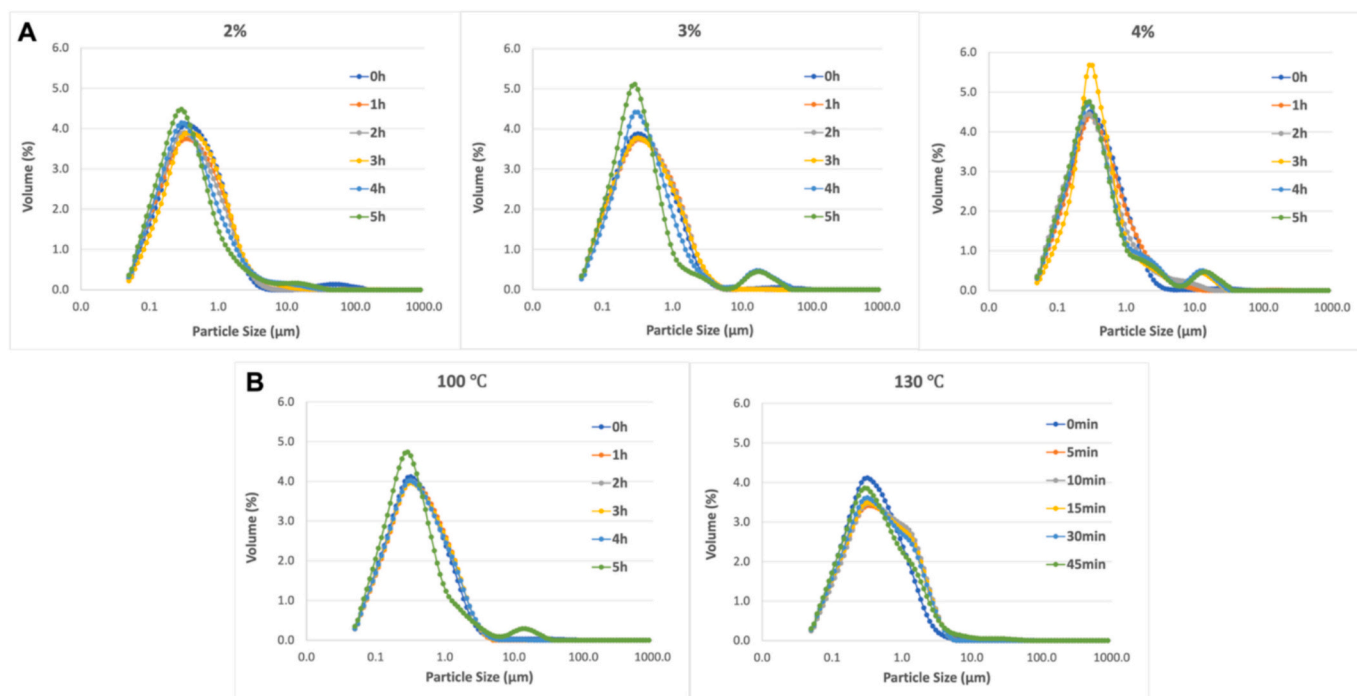 A
2%
6.0
5.0
4.0
3.0
2.0
1.0
0.0
Volume (%)
0h
1h
2h
3h
4h
5h
0.0 0.1 1.0 10.0 100.0 1000.0
Particle Size (µm)
3%
6.0
5.0
4.0
3.0
2.0
1.0
0.0
Volume (%)
0h
1h
2h
3h
4h
5h
0.0 0.1 1.0 10.0 100.0 1000.0
Particle Size (µm)
4%
6.0
5.0
4.0
3.0
2.0
1.0
0.0
Volume (%)
0h
1h
2h
3h
4h
5h
0.0 0.1 1.0 10.0 100.0 1000.0
Particle Size (µm)
B
100 ℃
6.0
5.0
4.0
3.0
2.0
1.0
0.0
Volume (%)
0h
1h
2h
3h
4h
5h
0.0 0.1 1.0 10.0 100.0 1000.0
Particle Size (µm)
130 ℃
6.0
5.0
4.0
3.0
2.0
1.0
0.0
Volume (%)
0min
5min
10min
15min
30min
45min
0.0 0.1 1.0 10.0 100.0 1000.0
Particle Size (µm)